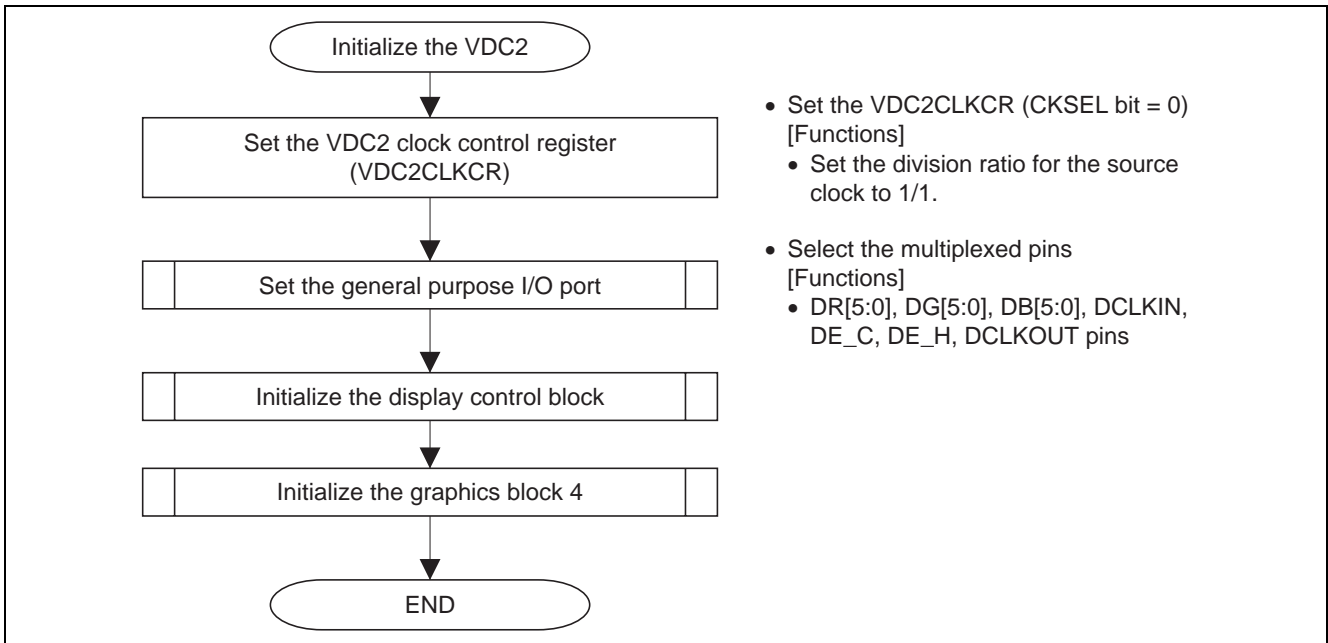 Initialize the VDC2
Set the VDC2 clock control register
(VDC2CLKCR)
Set the general purpose I/O port
Initialize the display control block
Initialize the graphics block 4
END
• Set the VDC2CLKCR (CKSEL bit = 0)
[Functions]
• Set the division ratio for the source
clock to 1/1.
• Select the multiplexed pins
[Functions]
• DR[5:0], DG[5:0], DB[5:0], DCLKIN,
DE_C, DE_H, DCLKOUT pins